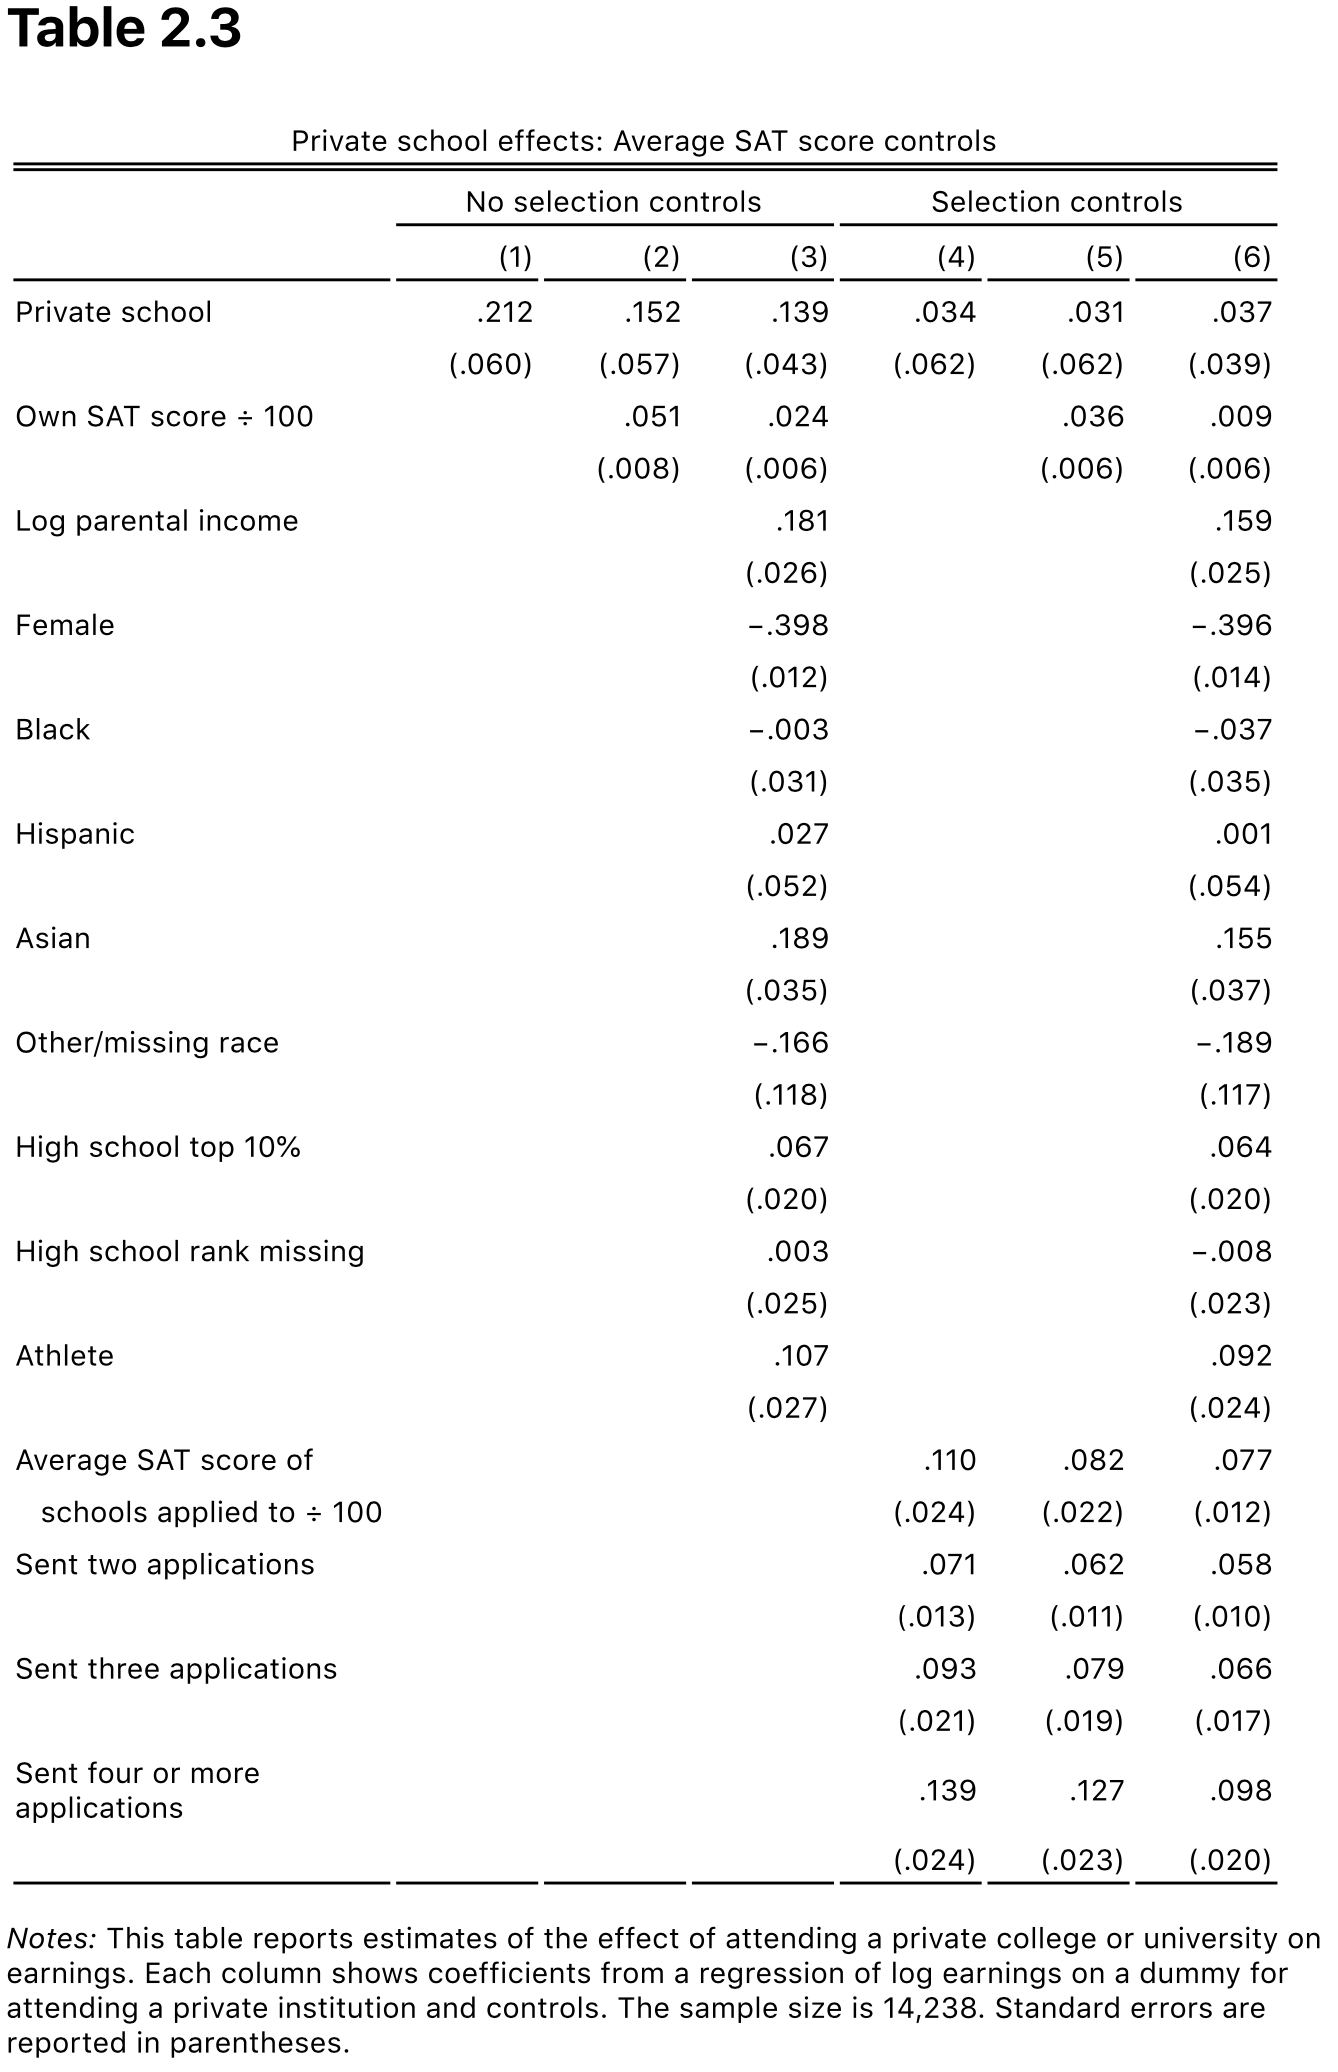 Table 2.3
Private school effects: Average SAT score controls
No selection controls Selection controls
(1) (2) (3) (4) (5) (6)
Private school .212 .152 .139 .034 .031 .037
(.060) (.057) (.043) (.062) (.062) (.039)
Own SAT score ÷ 100 .051 .024 .036 .009
(.008) (.006) (.006) (.006)
Log parental income .181 .159
(.026) (.025)
Female −.398 −.396
(.012) (.014)
Black −.003 −.037
(.031) (.035)
Hispanic .027 .001
(.052) (.054)
Asian .189 .155
(.035) (.037)
Other/missing race −.166 −.189
(.118) (.117)
High school top 10% .067 .064
(.020) (.020)
High school rank missing .003 −.008
(.025) (.023)
Athlete .107 .092
(.027) (.024)
Average SAT score of .110 .082 .077
schools applied to ÷ 100 (.024) (.022) (.012)
Sent two applications .071 .062 .058
(.013) (.011) (.010)
Sent three applications .093 .079 .066
(.021) (.019) (.017)
Sent four or more
applications .139 .127 .098
(.024) (.023) (.020)
Notes: This table reports estimates of the effect of attending a private college or university on
earnings. Each column shows coefficients from a regression of log earnings on a dummy for
attending a private institution and controls. The sample size is 14,238. Standard errors are
reported in parentheses.